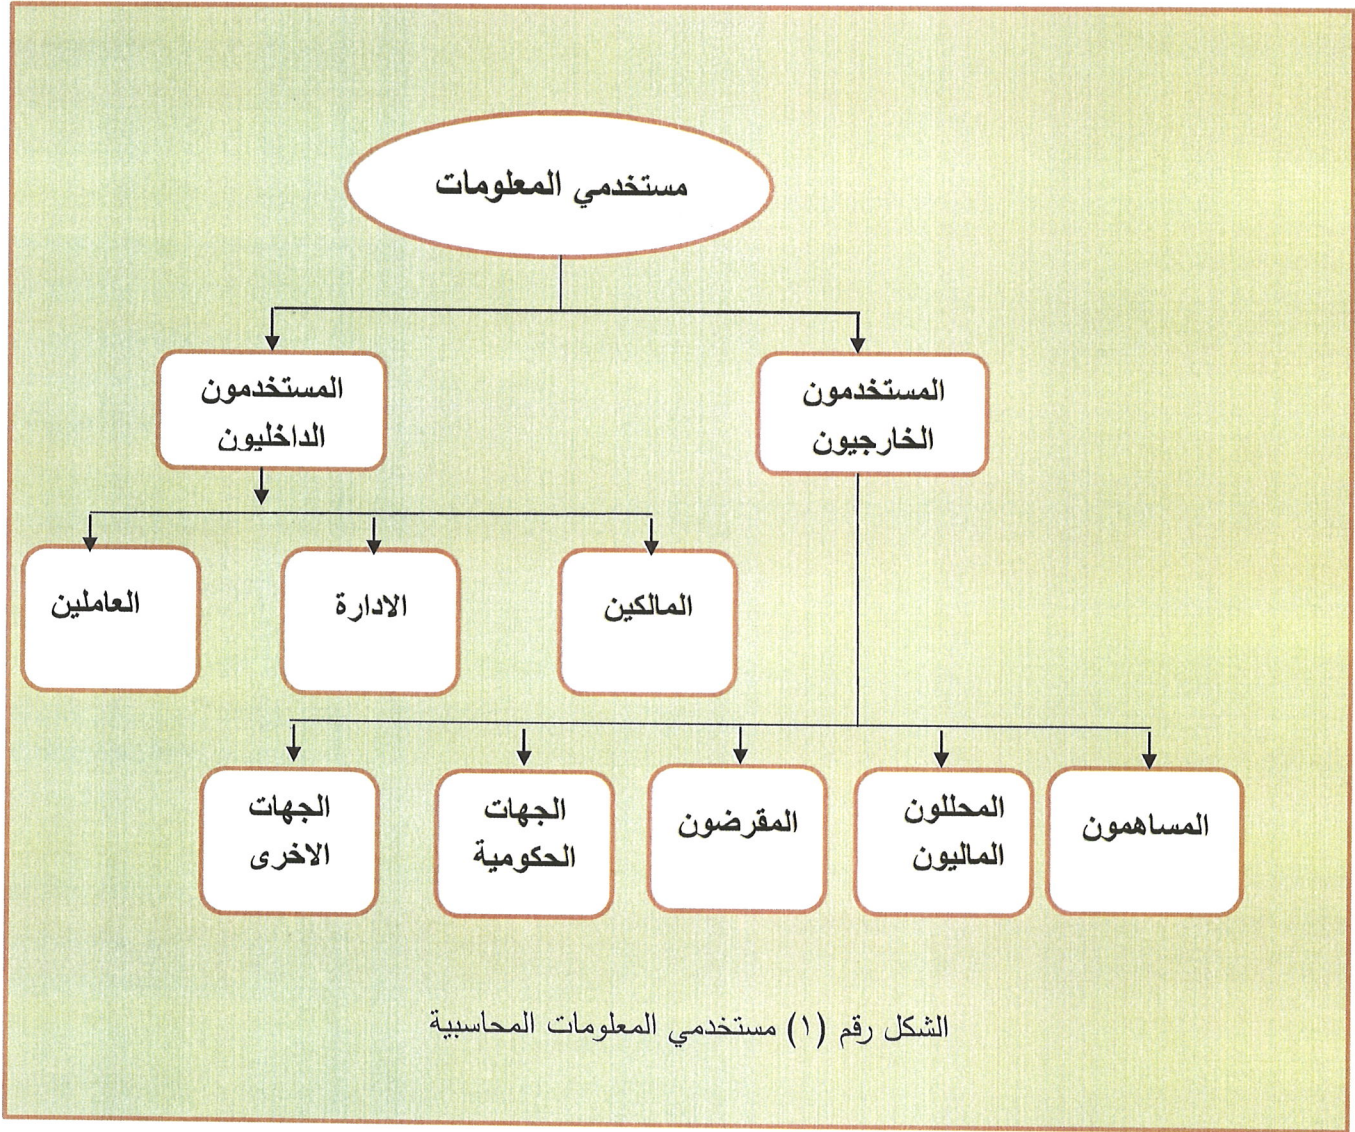 مستخدمي المعلومات
المستخدمون
الخارجيون
المستخدمون
الداخليون
المالكين
الادارة
العاملين
المساهمون
المحللون
الماليون
المقرضون
الجهات
الحكومية
الجهات
الاخرى
الشكل رقم (١) مستخدمي المعلومات المحاسبية